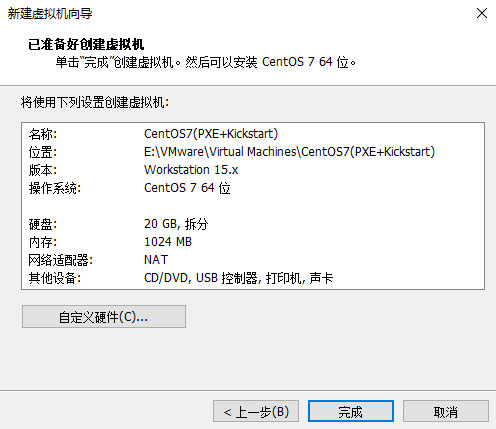 新建虚拟机向导
已准备好创建虚拟机
单击“完成”创建虚拟机。然后可以安装 CentOS 7 64 位。
将使用下列设置创建虚拟机:
名称: CentOS7(PXE+Kickstart)
位置: E:\VMware\Virtual Machines\CentOS7(PXE+Kickstart)
版本: Workstation 15.x
操作系统: CentOS 7 64 位
硬盘: 20 GB, 拆分
内存: 1024 MB
网络适配器: NAT
其他设备: CD/DVD, USB 控制器, 打印机, 声卡
自定义硬件(C)...
< 上一步(B) 完成 取消